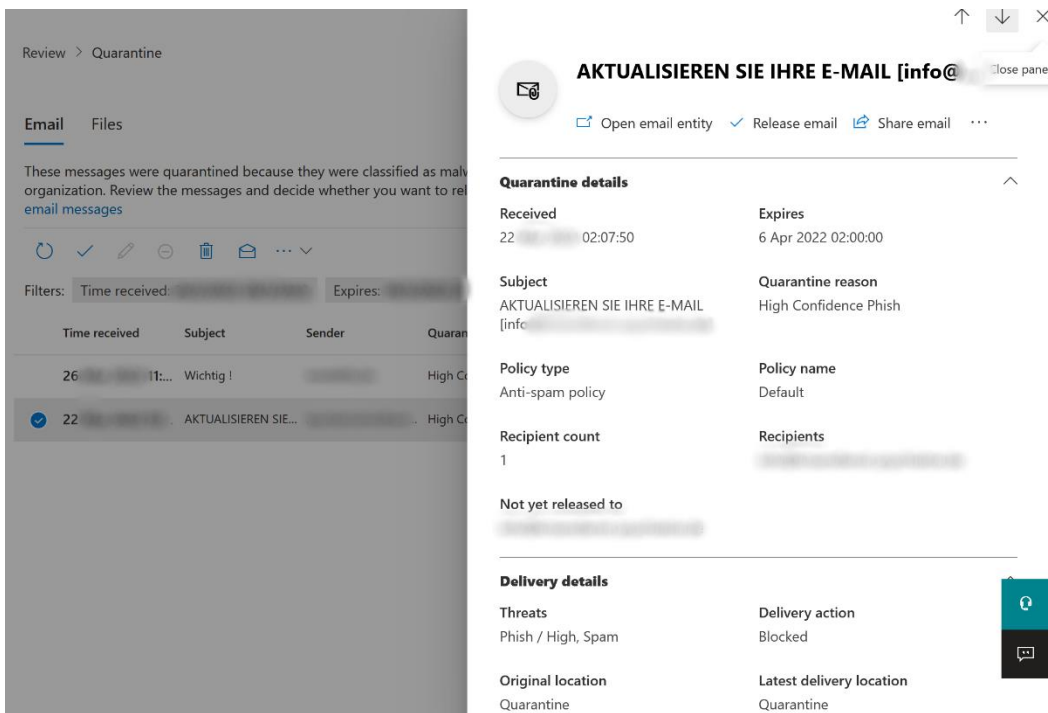 Review > Quarantine
Email Files
These messages were quarantined because they were classified as
organization. Review the messages and decide whether you want to
email messages
Filters: Time received: Expires:
Time received Subject Sender
26 11:... Wichtig ! High
22 AKTUALISIEREN SIE... High
AKTUALISIEREN SIE IHRE E-MAIL [info@
Close pane
Open email entity Release email Share email ...
Quarantine details
Received Expires
22 02:07:50 6 Apr 2022 02:00:00
Subject Quarantine reason
AKTUALISIEREN SIE IHRE E-MAIL High Confidence Phish
[info
Policy type Policy name
Anti-spam policy Default
Recipient count Recipients
1
Not yet released to
Delivery details
Threats Delivery action
Phish / High, Spam Blocked
Original location Latest delivery location
Quarantine Quarantine